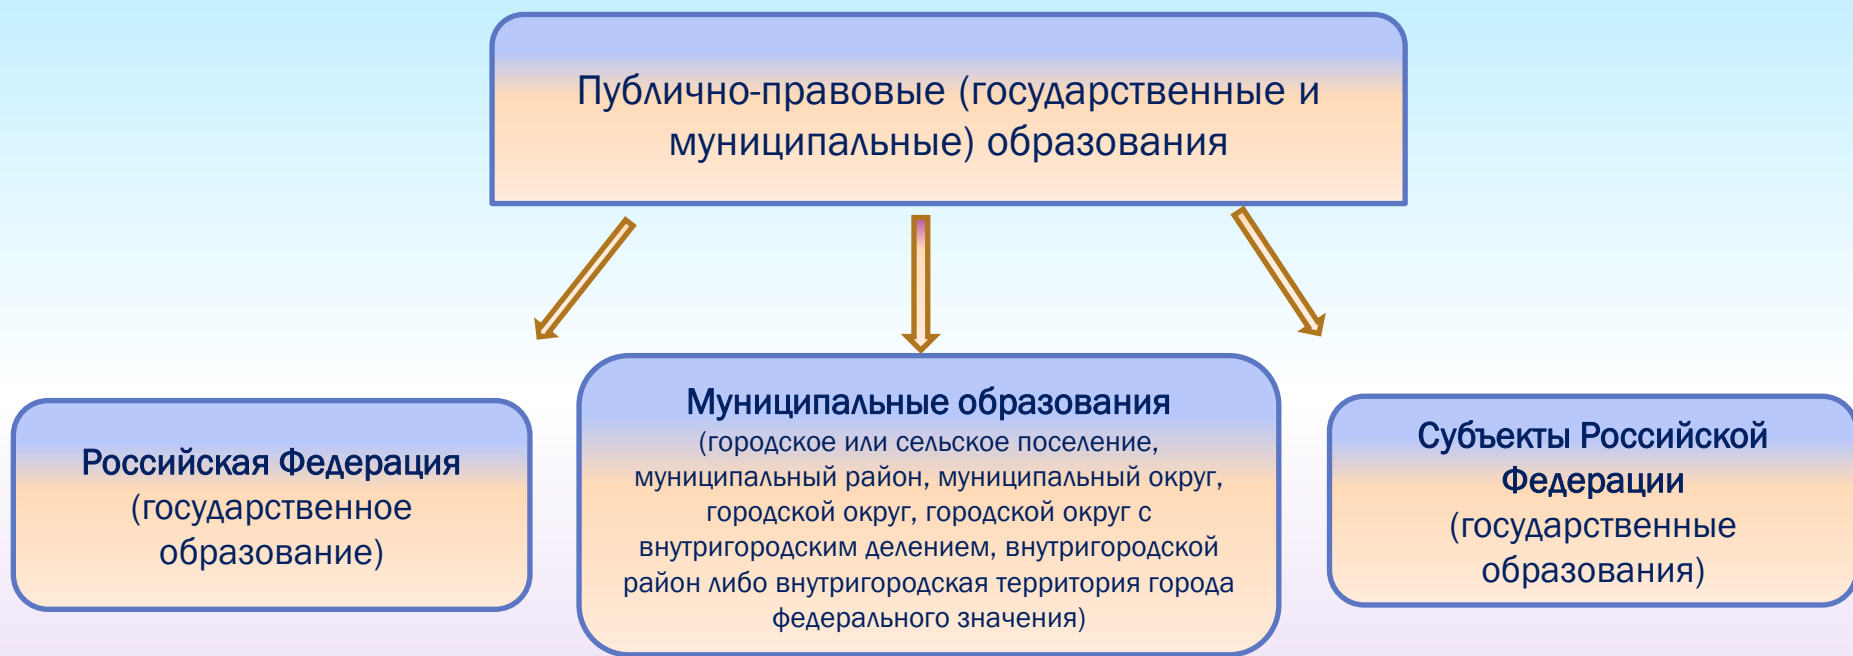 Публично-правовые (государственные и
муниципальные) образования
Российская Федерация
(государственное
образование)
Муниципальные образования
(городское или сельское поселение,
муниципальный район, муниципальный округ,
городской округ, городской округ с
внутригородским делением, внутригородской
район либо внутригородская территория города
федерального значения)
Субъекты Российской
Федерации
(государственные
образования)